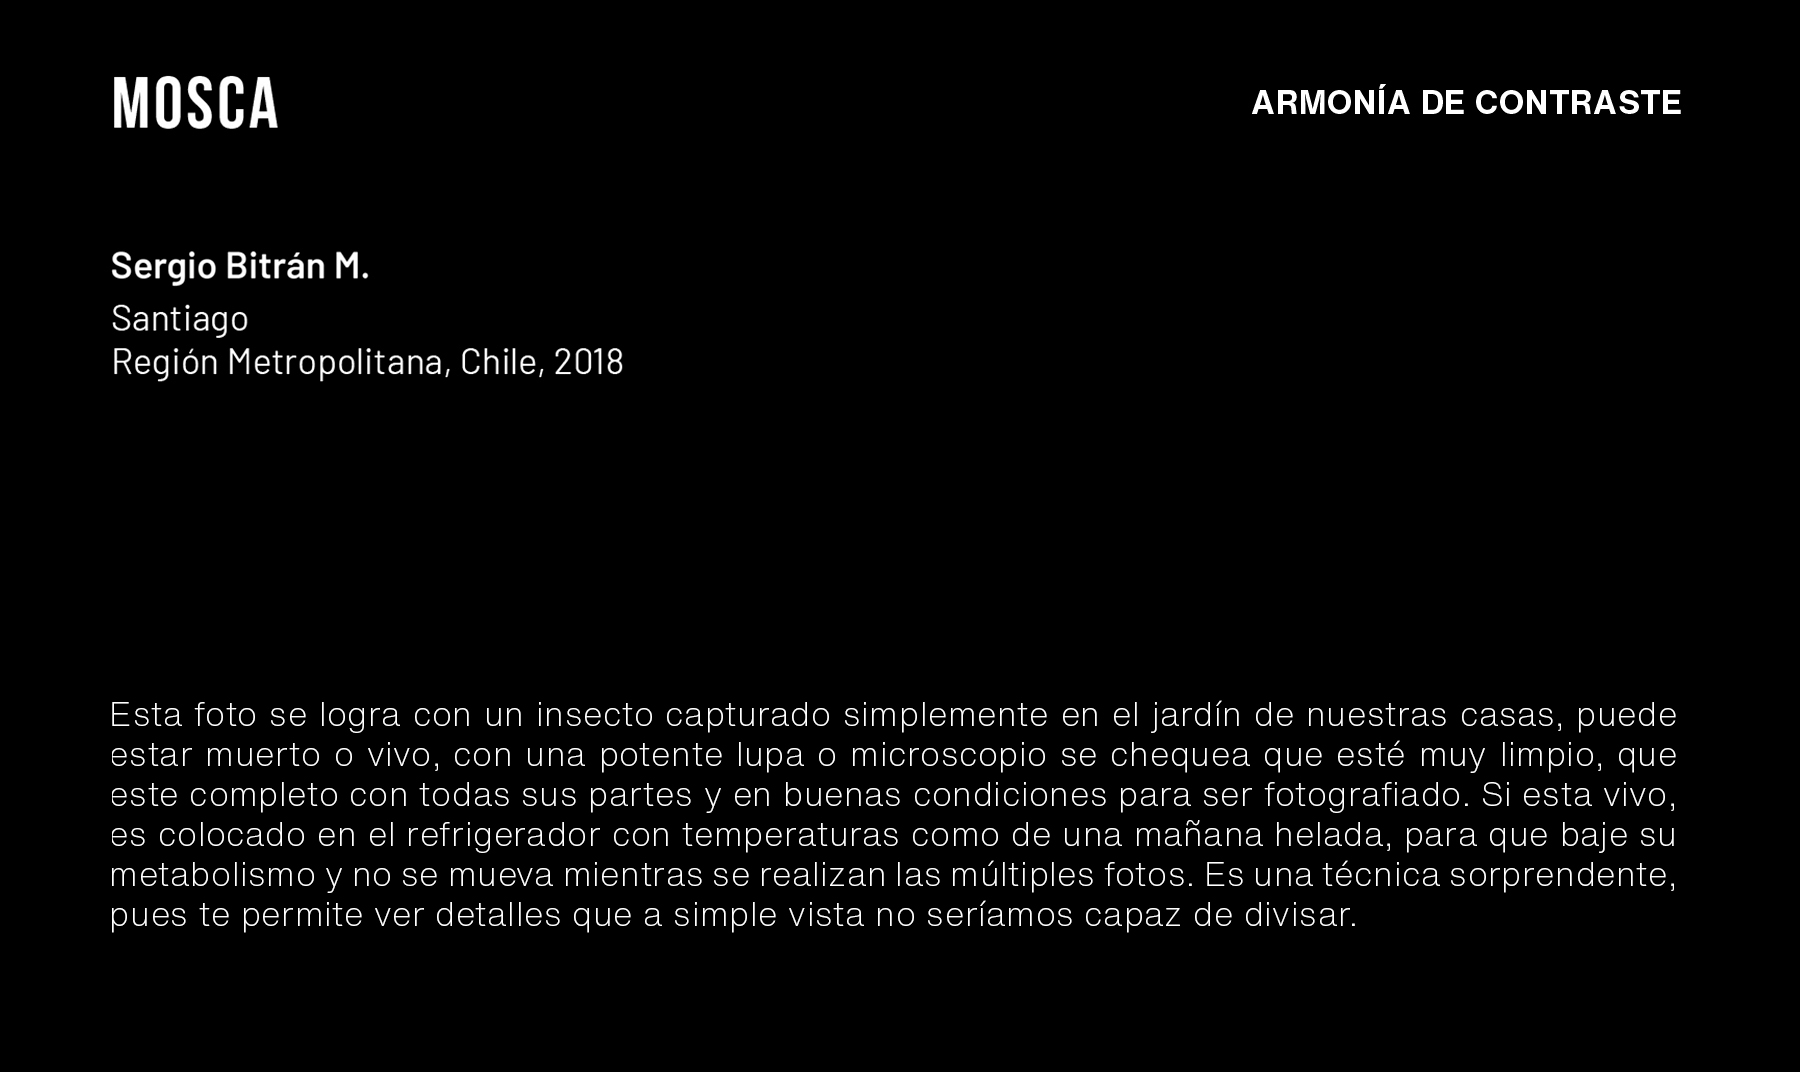 MOSCA
ARMONÍA DE CONTRASTE
Sergio Bitrán M.
Santiago
Región Metropolitana, Chile, 2018
Esta foto se logra con un insecto capturado simplemente en el jardín de nuestras casas, puede
estar muerto o vivo, con una potente lupa o microscopio se chequea que esté muy limpio, que
este completo con todas sus partes y en buenas condiciones para ser fotografiado. Si esta vivo,
es colocado en el refrigerador con temperaturas como de una mañana helada, para que baje su
metabolismo y no se mueva mientras se realizan las múltiples fotos. Es una técnica sorprendente,
pues te permite ver detalles que a simple vista no seríamos capaz de divisar.